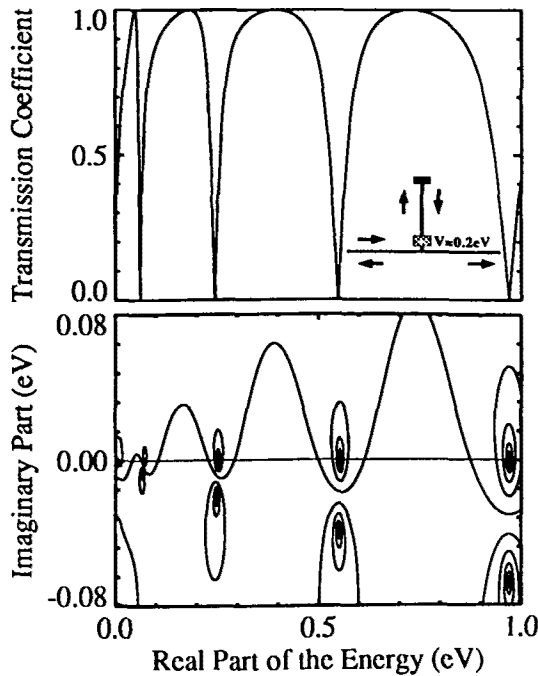 1.0
0.5
0.0
Transmission Coefficient
V=0.2eV
0.08
0.00
-0.08
Imaginary Part (eV)
0.0
0.5
1.0
Real Part of the Energy (eV)